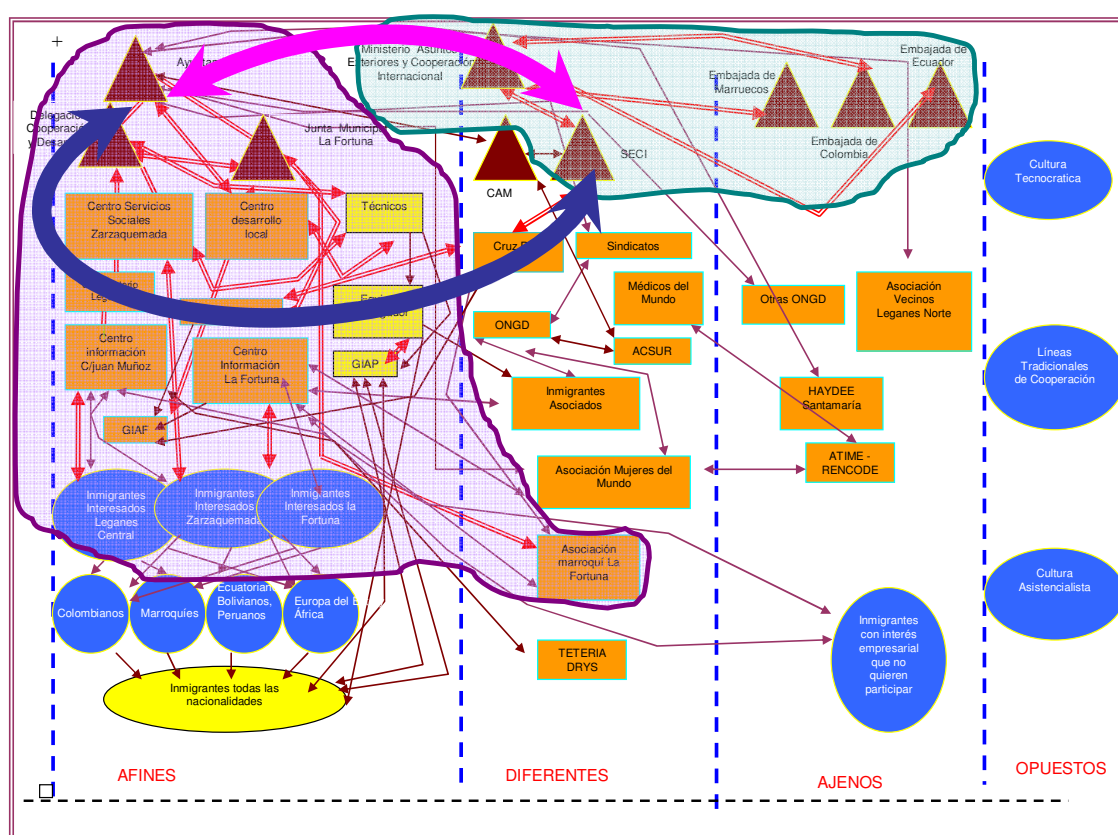 +
Ministerio Asuntos
Exteriores y Cooperación
Internacional
Embajada de
Ecuador
Embajada de
Marruecos
Embajada de
Colombia
SECI
CAM
Junta Municipal
La Fortuna
Cooperación
Cultura
Tecnocratica
Centro Servicios
Sociales
Zarzaquemada
Centro
desarrollo
local
Técnicos
Cruz
Sindicatos
Médicos del
Mundo
Otras ONGD
Asociación
Vecinos
Leganes Norte
ONGD
ACSUR
Centro
información
C/juan Muñoz
Centro
Información
La Fortuna
GIAP
GIAF
Líneas
Tradicionales
de Cooperación
Inmigrantes
Asociados
HAYDEE
Santamaría
Asociación Mujeres del
Mundo
ATIME -
RENCODE
Inmigrantes
Interesados
Leganes
Central
Inmigrantes
Interesados
Zarzaquemada
Inmigrantes
Interesados la
Fortuna
Asociación
marroquí La
Fortuna
Cultura
Asistencialista
Colombianos
Marroquíes
Bolivianos,
Peruanos
Europa del
África
Inmigrantes
con interés
empresarial
que no
quieren
participar
TETERIA
DRYS
Inmigrantes todas las
nacionalidades
AFINES
DIFERENTES
AJENOS
OPUESTOS